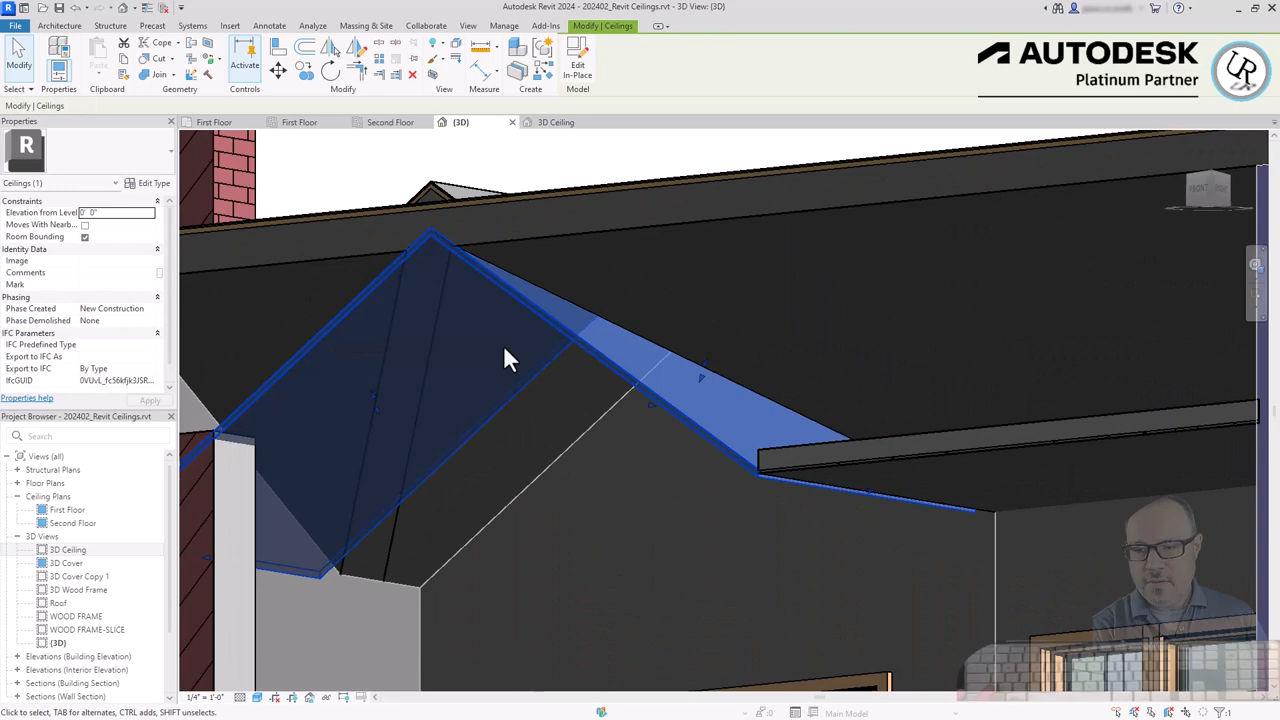 Autodesk Revit 2024 - 202402_Revit Ceilings.rvt - 3D View: {3D}
File Architecture Structure Precast Systems Insert Annotate Analyze Massing & Site Collaborate View Manage Add-Ins Modify | Ceilings
AUTODESK
Platinum Partner
Modify
Properties
Paste
Cope
Cut
Join
Activate
Edit
In-Place
Select Properties Clipboard Geometry Controls Modify View Measure Create Model
Modify | Ceilings
Properties
First Floor First Floor Second Floor {3D} 3D Ceiling
R
Ceilings (1) Edit Type
Constraints
Elevation from Level 0' 0"
Moves With Nearb...
Room Bounding
Identity Data
Image
Comments
Mark
Phasing
Phase Created New Construction
Phase Demolished None
IFC Parameters
IFC Predefined Type
Export to IFC As
Export to IFC By Type
IfcGUID 0VUvL_fc56kfjk3JSR...
Properties help Apply
Project Browser - 202402_Revit Ceilings.rvt
Search
Views (all)
Structural Plans
Floor Plans
Ceiling Plans
First Floor
Second Floor
3D Views
3D Ceiling
3D Cover
3D Cover Copy 1
3D Wood Frame
Roof
WOOD FRAME
WOOD FRAME-SLICE
{3D}
Elevations (Building Elevation)
Elevations (Interior Elevation)
Sections (Building Section)
Sections (Wall Section)
FRONT RIGHT
1/4" = 1'-0"
Click to select, TAB for alternates, CTRL adds, SHIFT unselects.
:0
Main Model
:1